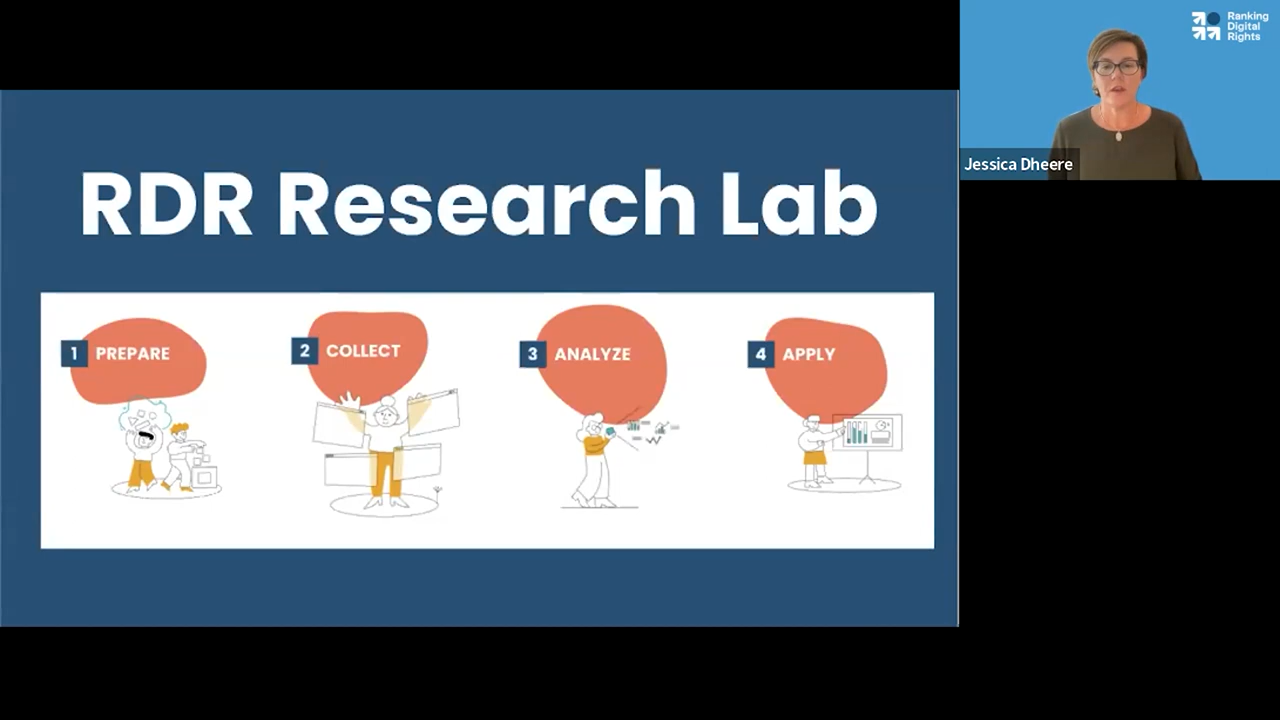 Ranking
Digital
Rights
Jessica Dheere
RDR Research Lab
1 PREPARE
2 COLLECT
3 ANALYZE
4 APPLY